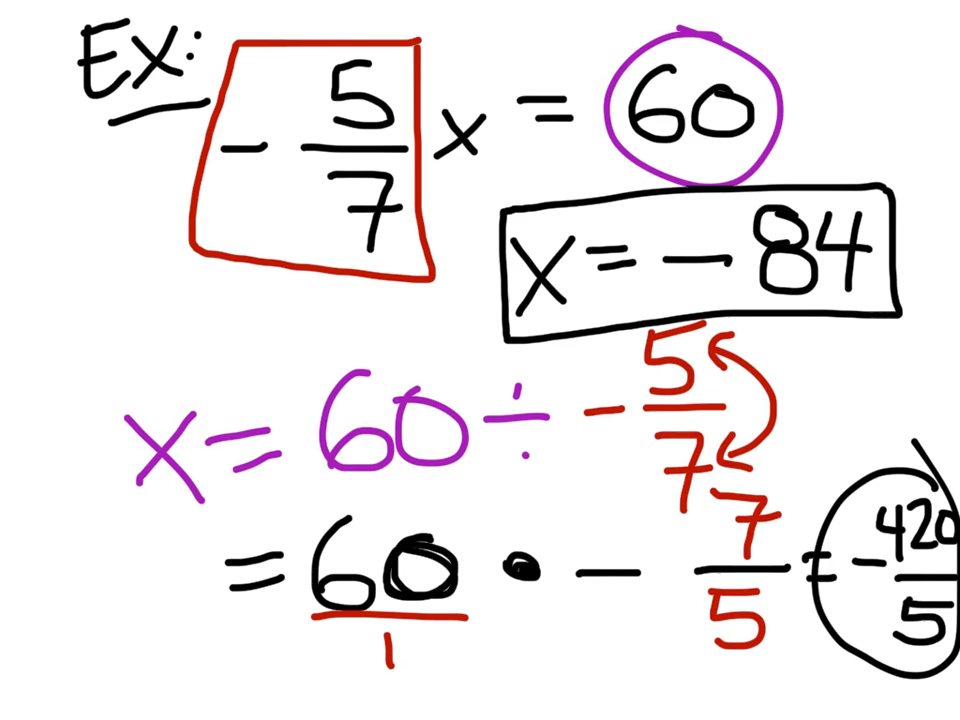 EX: - 5/7 x = 60
x = - 84
x = 60 ÷ - 5/7
= 60/1 • - 7/5 = - 420/5